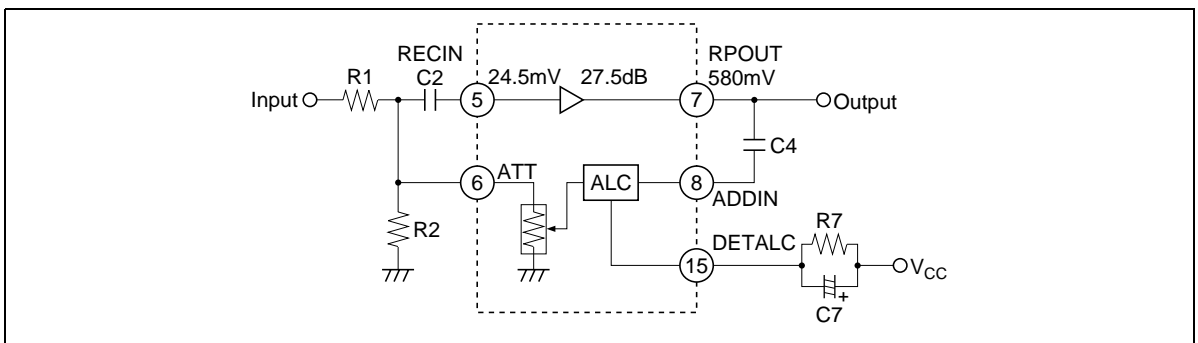 RECIN
RPOUT
R1
C2
24.5mV
27.5dB
580mV
Input
5
7
Output
C4
6
ATT
ALC
8
ADDIN
R2
R7
DETALC
15
VCC
+
C7